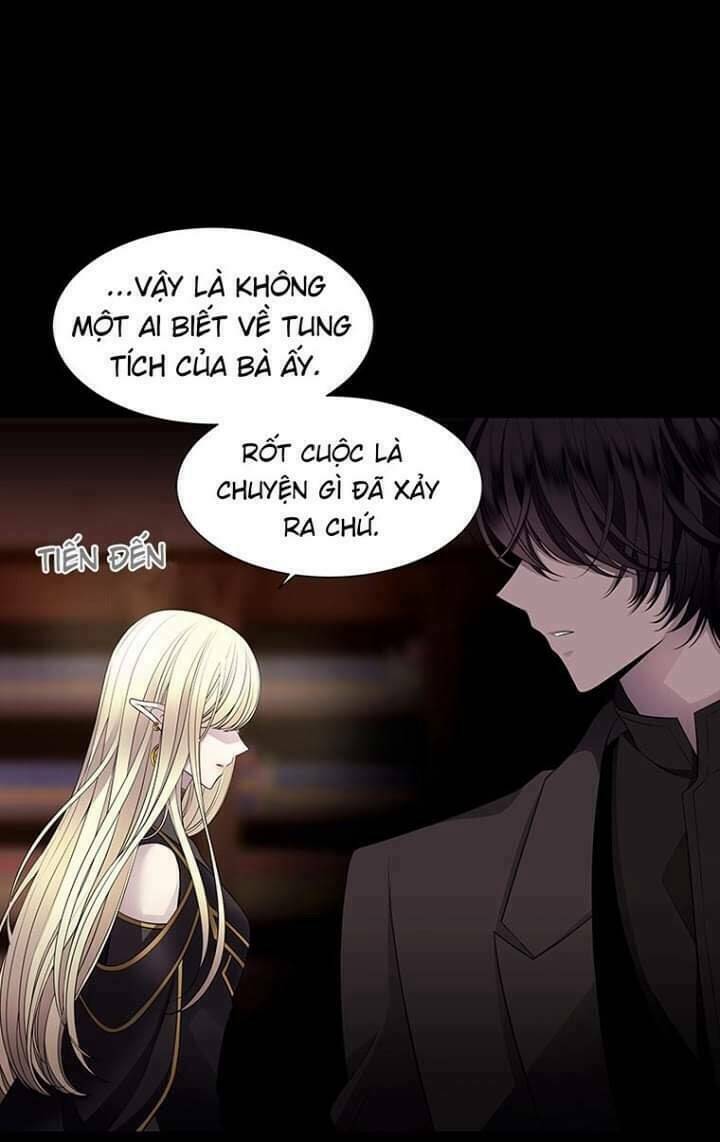 ...VẬY LÀ KHÔNG
MỘT AI BIẾT VỀ TUNG
TÍCH CỦA BÀ ẤY.
RỐT CUỘC LÀ
CHUYỆN GÌ ĐÃ XẢY
RA CHỨ.
TIẾN ĐẾN